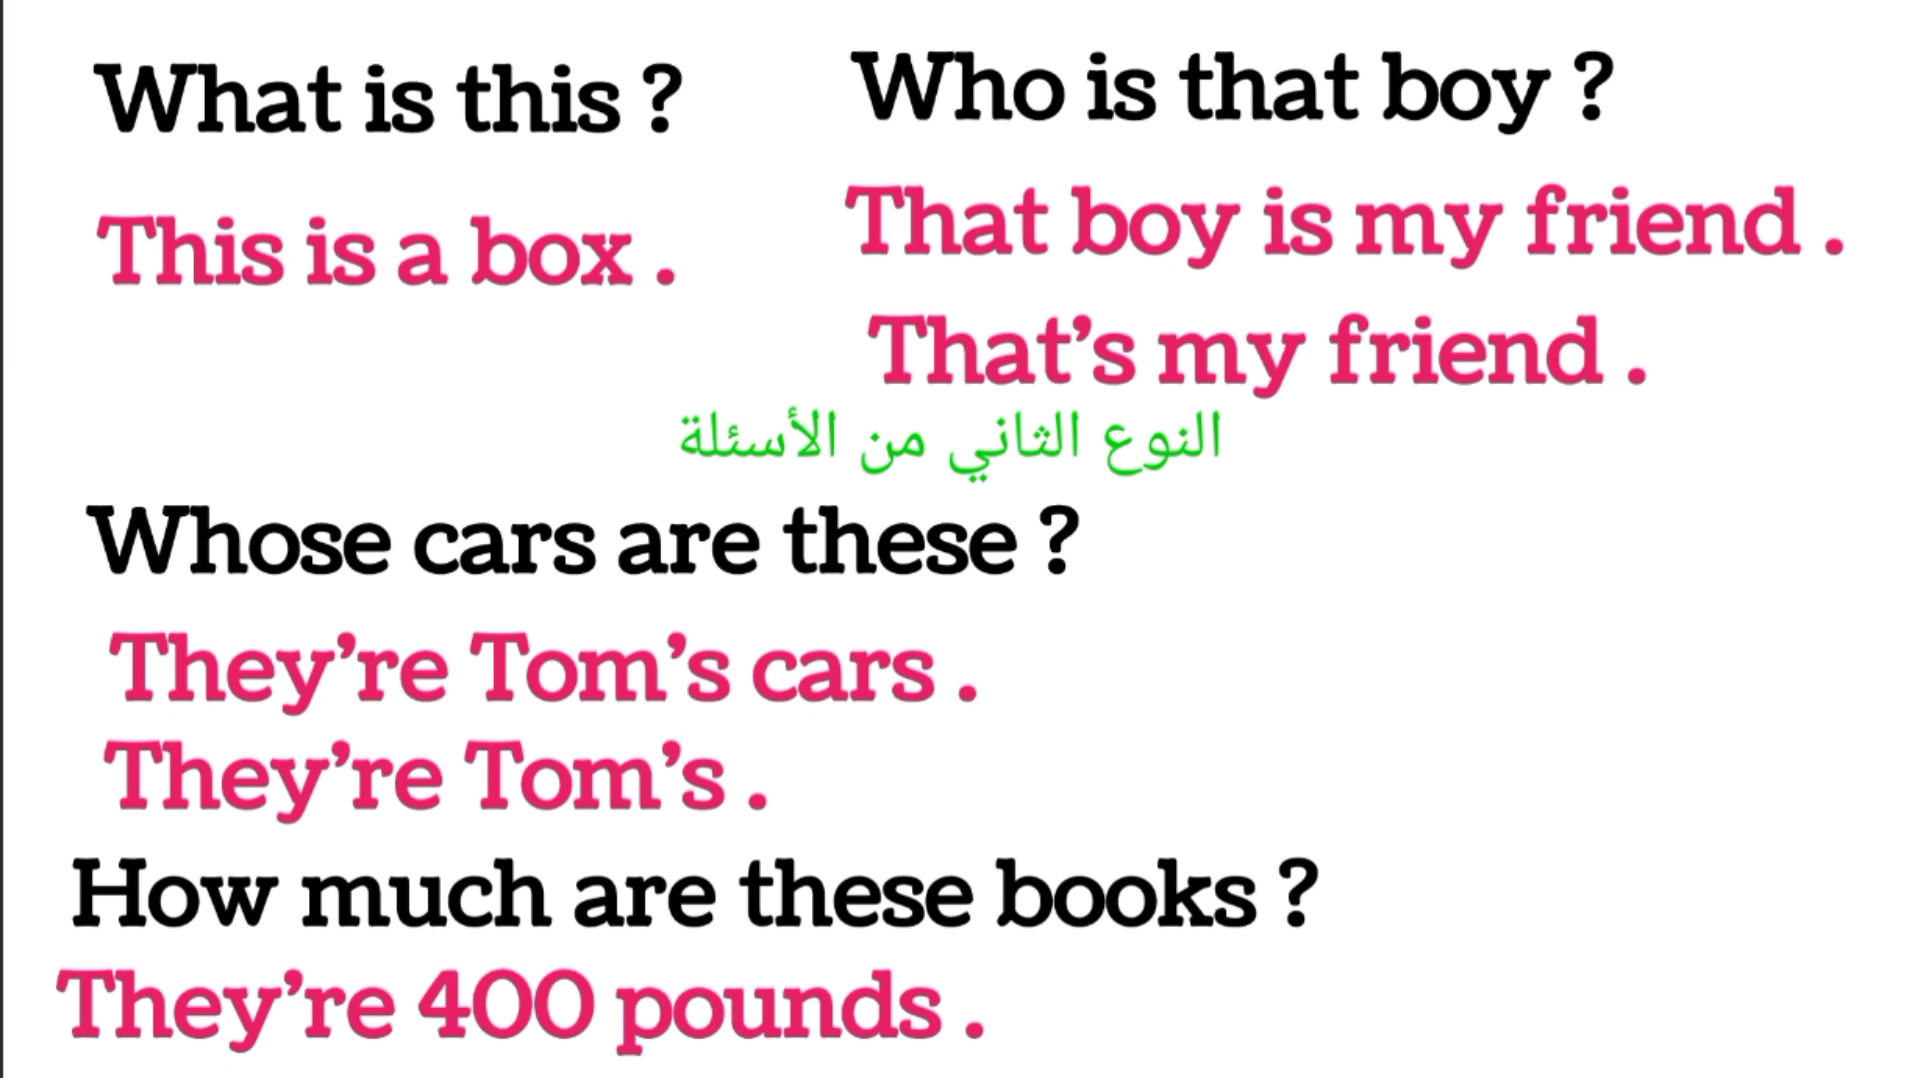 What is this ?
This is a box .
Who is that boy ?
That boy is my friend .
That's my friend .
النوع الثاني من الأسئلة
Whose cars are these ?
They're Tom's cars .
They're Tom's .
How much are these books ?
They're 400 pounds .